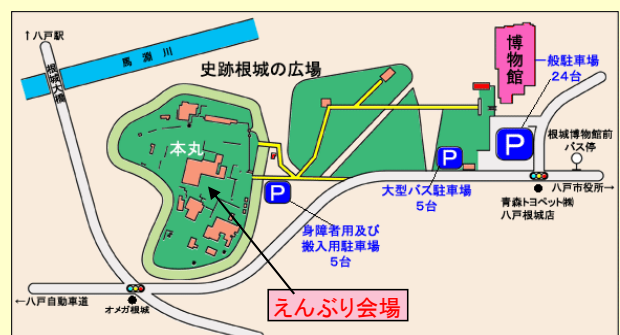 ↑八戸駅
根城大橋
馬淵川
史跡根城の広場
博物館
一般駐車場
24台
本丸
P
P
P
根城博物館前
バス停
大型バス駐車場
5台
八戸市役所→
青森トヨペット㈱
八戸根城店
身障者用及び
搬入用駐車場
5台
えんぶり会場
←八戸自動車道
オメガ根城